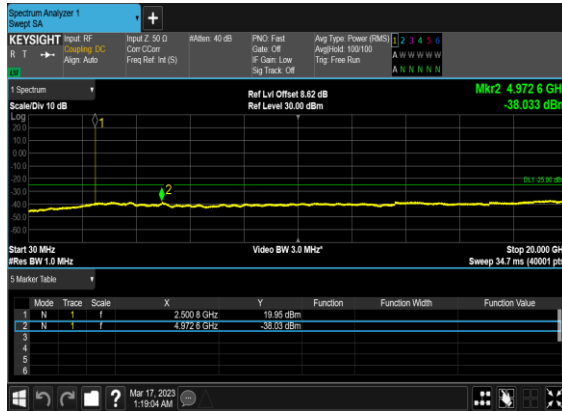 Spectrum Analyzer 1
Swept SA
KEYSIGHT Input: RF Input Z: 50 Ω #Atten: 40 dB PNO: Fast Avg Type: Power (RMS) 1 2 3 4 5 6
R T Coupling: DC Corr CCorr Gate: Off Avg|Hold: 100/100 A W W W W W
Align: Auto Freq Ref: Int (S) IF Gain: Low Trig: Free Run
Sig Track: Off A N N N N N
1 Spectrum Ref Lvl Offset 8.62 dB Mkr2 4.972 6 GH
Scale/Div 10 dB Ref Level 30.00 dBm -38.033 dB
Log
1
20.0
10.0
0.00
-10.0
-20.0 DL1 -25.00 dB
-30.0 2
-40.0
-50.0
-60.0
Start 30 MHz Video BW 3.0 MHz* Stop 20.000 G
#Res BW 1.0 MHz Sweep 34.7 ms (40001 pts
5 Marker Table
Mode Trace Scale X Y Function Function Width Function Value
1 N 1 f 2.500 8 GHz 19.95 dBm
2 N 1 f 4.972 6 GHz -38.03 dBm
3
4
5
6
? Mar 17, 2023
1:19:04 AM